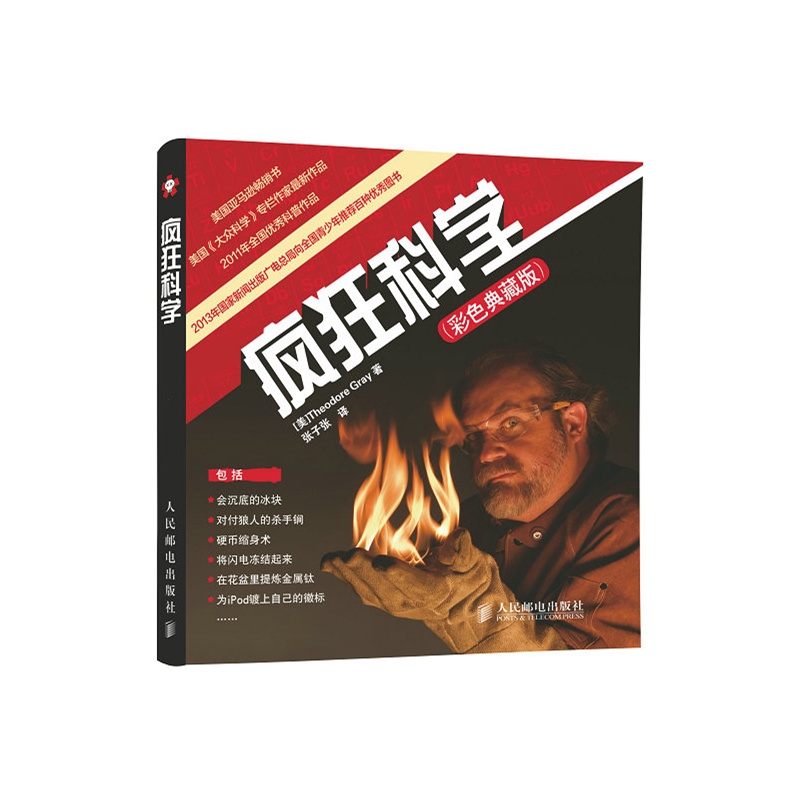 美国亚马逊畅销书
美国《大众科学》专栏作家最新作品
2011年全国优秀科普作品
2013年国家新闻出版广电总局向全国青少年推荐百种优秀图书
疯狂科学
(彩色典藏版)
[美]Theodore Gray 著
张子张 译
包括
会沉底的冰块
对付狼人的杀手锏
硬币缩身术
将闪电冻结起来
在花盆里提炼金属钛
为iPod镀上自己的徽标
……
人民邮电出版社
POSTS & TELECOM PRESS
疯狂科学
人民邮电出版社